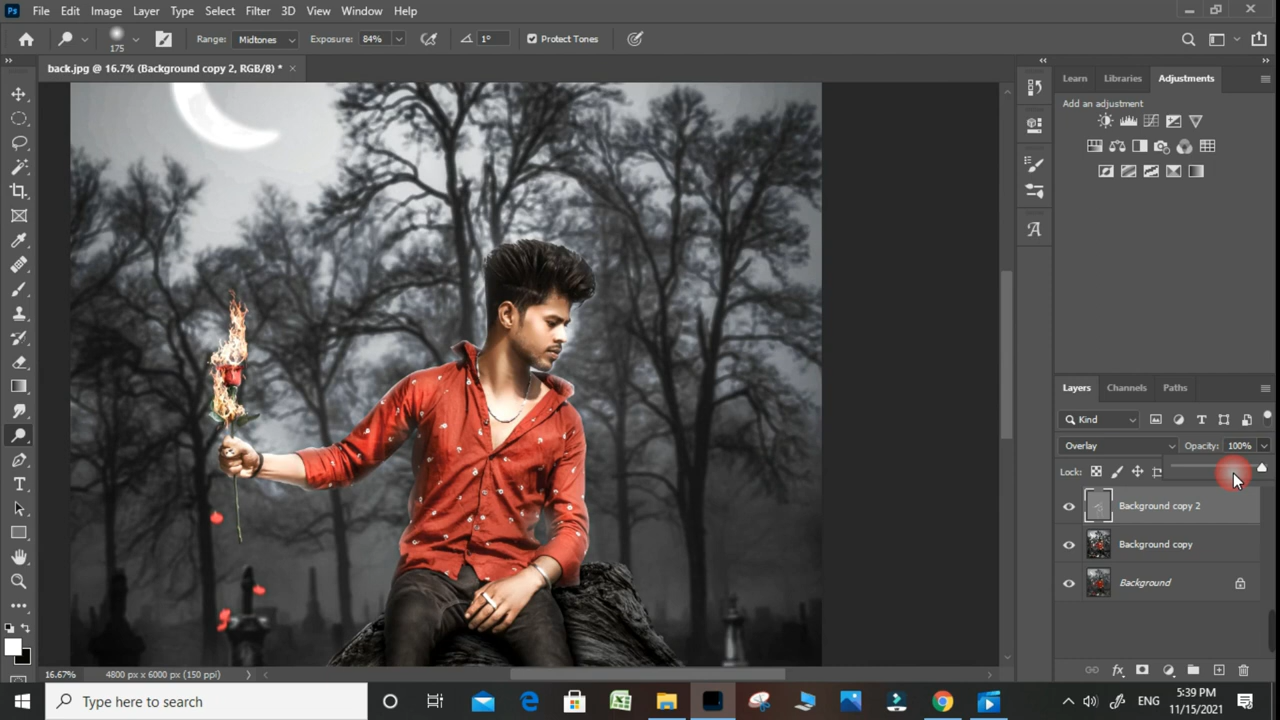 Ps File Edit Image Layer Type Select Filter 3D View Window Help
175 Range: Midtones Exposure: 84% 1° Protect Tones
back.jpg @ 16.7% (Background copy 2, RGB/8) * ×
Learn Libraries Adjustments
Add an adjustment
Layers Channels Paths
Kind
Overlay Opacity: 100%
Lock:
Background copy 2
Background copy
Background
16.67% 4800 px x 6000 px (150 ppi)
Type here to search
ENG
5:39 PM
11/15/2021